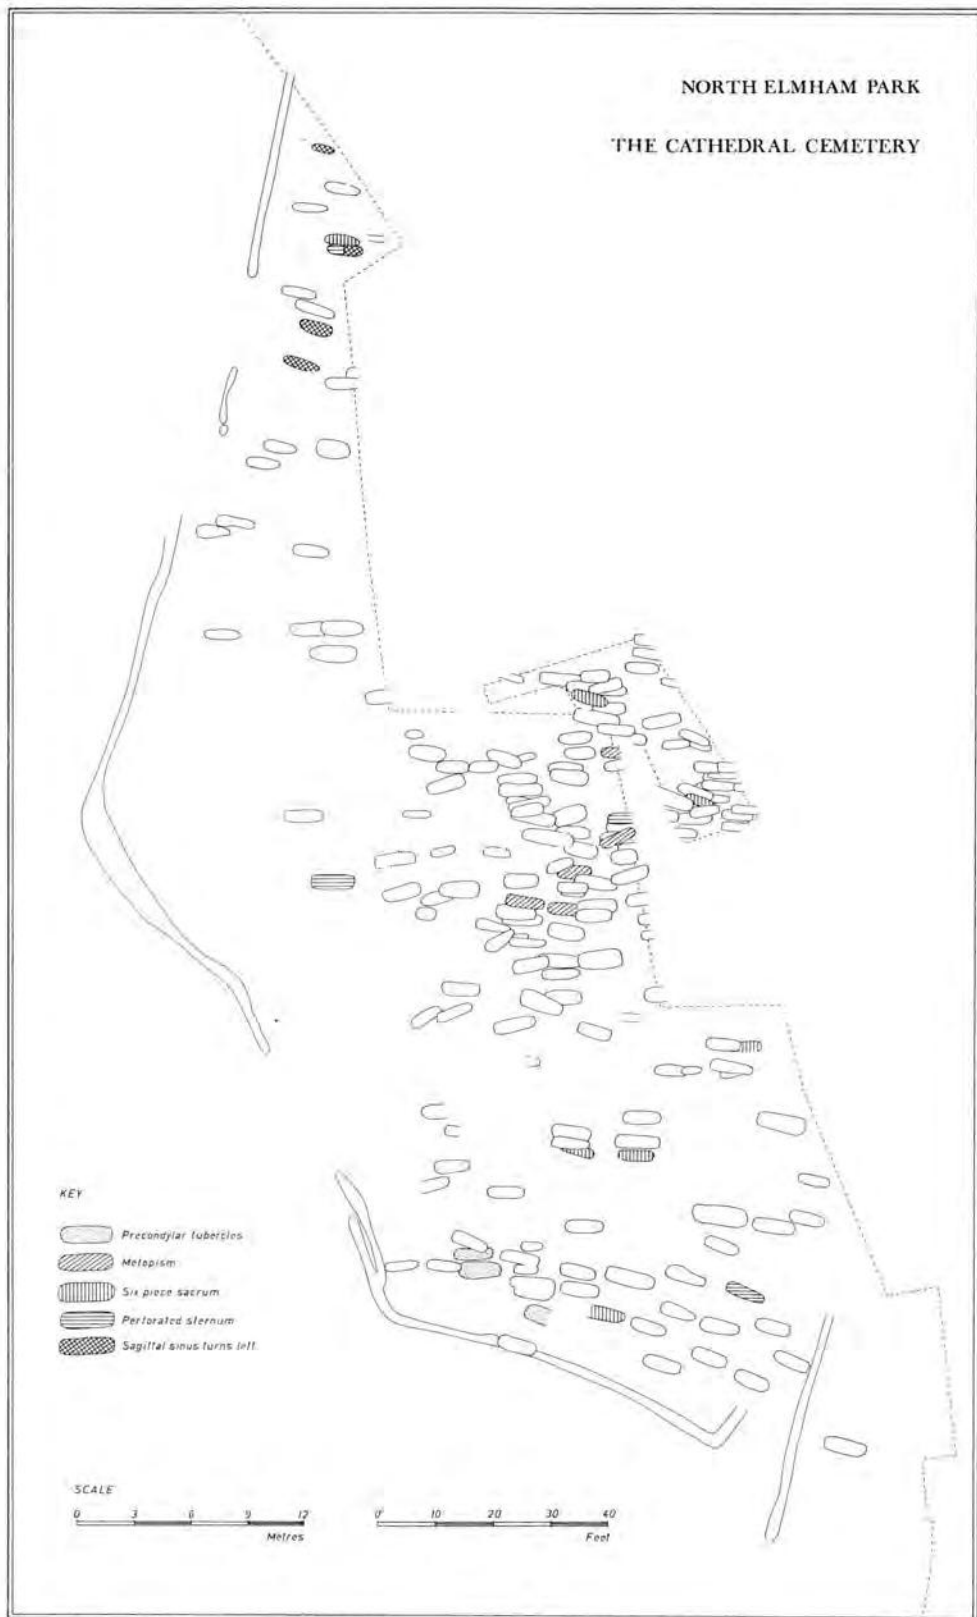 NORTH ELMHAM PARK
THE CATHEDRAL CEMETERY
KEY
Precondylar tubercles
Metopism
Six piece sacrum
Perforated sternum
Sagittal sinus turns left
SCALE
0 3 6 9 12
Metres
0 10 20 30 40
Feet